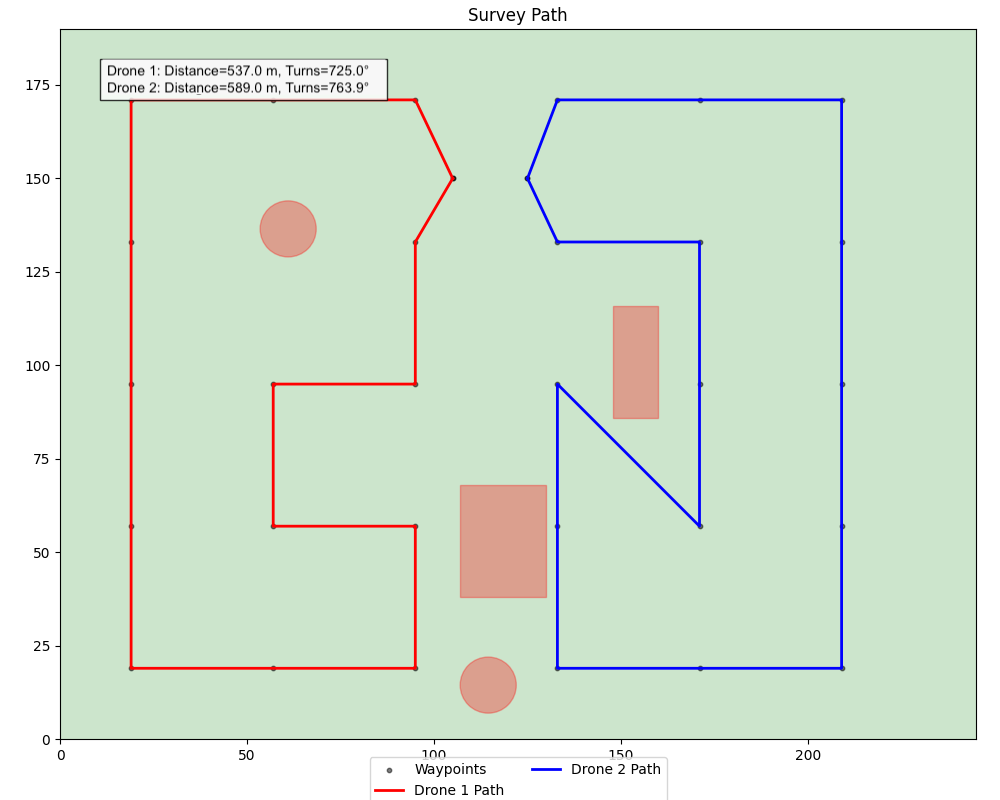 Survey Path
Drone 1: Distance=537.0 m, Turns=725.0°
Drone 2: Distance=589.0 m, Turns=763.9°
175
150
125
100
75
50
25
0
0 50 100 150 200
Waypoints
Drone 1 Path
Drone 2 Path